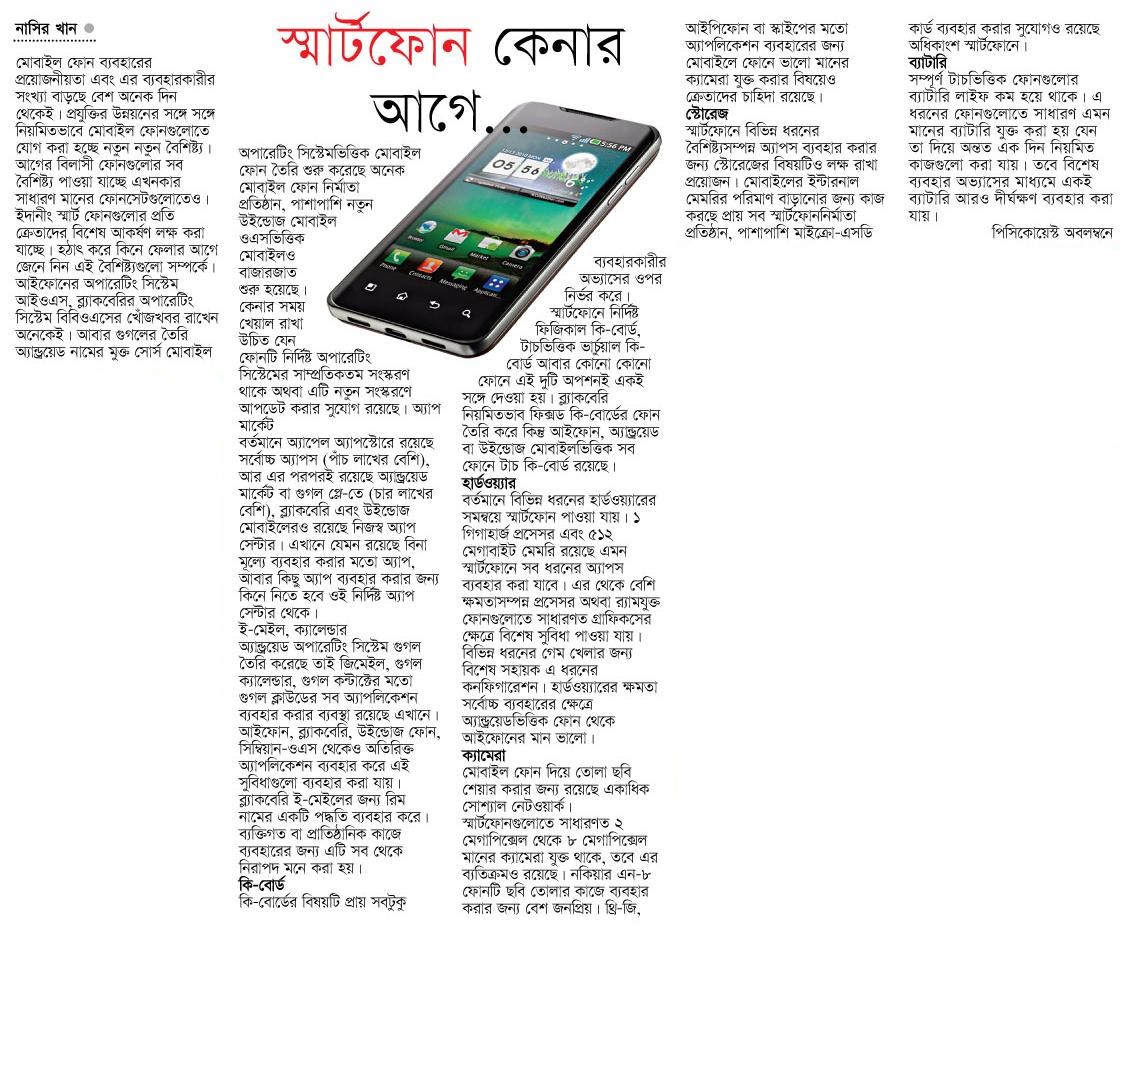 নাসির খান
স্মার্টফোন কেনার
আগে...
মোবাইল ফোন ব্যবহারের
প্রয়োজনীয়তা এবং এর ব্যবহারকারীর
সংখ্যা বাড়ছে বেশ অনেক দিন
থেকেই। প্রযুক্তির উন্নয়নের সঙ্গে সঙ্গে
নিয়মিতভাবে মোবাইল ফোনগুলোতে
যোগ করা হচ্ছে নতুন নতুন বৈশিষ্ট্য।
আগের বিলাসী ফোনগুলোর সব
বৈশিষ্ট্য পাওয়া যাচ্ছে এখনকার
সাধারণ মানের ফোনসেটগুলোতেও।
ইদানীং স্মার্ট ফোনগুলোর প্রতি
ক্রেতাদের বিশেষ আকর্ষণ লক্ষ করা
যাচ্ছে। হঠাৎ করে কিনে ফেলার আগে
জেনে নিন এই বৈশিষ্ট্যগুলো সম্পর্কে।
আইফোনের অপারেটিং সিস্টেম
আইওএস, ব্ল্যাকবেরির অপারেটিং
সিস্টেম বিবিওএসের খোঁজখবর রাখেন
অনেকেই। আবার গুগলের তৈরি
অ্যান্ড্রয়েড নামের মুক্ত সোর্স মোবাইল
অপারেটিং সিস্টেমভিত্তিক মোবাইল
ফোন তৈরি শুরু করেছে অনেক
মোবাইল ফোন নির্মাতা
প্রতিষ্ঠান, পাশাপাশি নতুন
উইন্ডোজ মোবাইল
ওএসভিত্তিক
মোবাইলও
বাজারজাত
শুরু হয়েছে।
কেনার সময়
খেয়াল রাখা
উচিত যেন
ফোনটি নির্দিষ্ট অপারেটিং
সিস্টেমের সাম্প্রতিকতম সংস্করণ
থাকে অথবা এটি নতুন সংস্করণে
আপডেট করার সুযোগ রয়েছে। অ্যাপ
মার্কেট
বর্তমানে অ্যাপেল অ্যাপস্টোরে রয়েছে
সর্বোচ্চ অ্যাপস (পাঁচ লাখের বেশি),
আর এর পরপরই রয়েছে অ্যান্ড্রয়েড
মার্কেট বা গুগল প্লে-তে (চার লাখের
বেশি), ব্ল্যাকবেরি এবং উইন্ডোজ
মোবাইলেরও রয়েছে নিজস্ব অ্যাপ
সেন্টার। এখানে যেমন রয়েছে বিনা
মূল্যে ব্যবহার করার মতো অ্যাপ,
আবার কিছু অ্যাপ ব্যবহার করার জন্য
কিনে নিতে হবে ওই নির্দিষ্ট অ্যাপ
সেন্টার থেকে।
ই-মেইল, ক্যালেন্ডার
অ্যান্ড্রয়েড অপারেটিং সিস্টেম গুগল
তৈরি করেছে তাই জিমেইল, গুগল
ক্যালেন্ডার, গুগল কন্টাক্টের মতো
গুগল ক্লাউডের সব অ্যাপলিকেশন
ব্যবহার করার ব্যবস্থা রয়েছে এখানে।
আইফোন, ব্ল্যাকবেরি, উইন্ডোজ ফোন,
সিম্বিয়ান-ওএস থেকেও অতিরিক্ত
অ্যাপলিকেশন ব্যবহার করে এই
সুবিধাগুলো ব্যবহার করা যায়।
ব্ল্যাকবেরি ই-মেইলের জন্য রিম
নামের একটি পদ্ধতি ব্যবহার করে।
ব্যক্তিগত বা প্রাতিষ্ঠানিক কাজে
ব্যবহারের জন্য এটি সব থেকে
নিরাপদ মনে করা হয়।
কি-বোর্ড
কি-বোর্ডের বিষয়টি প্রায় সবটুকু
5:56 PM
05 56
Browser Gmail Market Camera
Phone Contacts Messaging Applicati...
ব্যবহারকারীর
অভ্যাসের ওপর
নির্ভর করে।
স্মার্টফোনে নির্দিষ্ট
ফিজিকাল কি-বোর্ড,
টাচভিত্তিক ভার্চুয়াল কি-
বোর্ড আবার কোনো কোনো
ফোনে এই দুটি অপশনই একই
সঙ্গে দেওয়া হয়। ব্ল্যাকবেরি
নিয়মিতভাব ফিক্সড কি-বোর্ডের ফোন
তৈরি করে কিন্তু আইফোন, অ্যান্ড্রয়েড
বা উইন্ডোজ মোবাইলভিত্তিক সব
ফোনে টাচ কি-বোর্ড রয়েছে।
হার্ডওয়্যার
বর্তমানে বিভিন্ন ধরনের হার্ডওয়্যারের
সমন্বয়ে স্মার্টফোন পাওয়া যায়। ১
গিগাহার্জ প্রসেসর এবং ৫১২
মেগাবাইট মেমরি রয়েছে এমন
স্মার্টফোনে সব ধরনের অ্যাপস
ব্যবহার করা যাবে। এর থেকে বেশি
ক্ষমতাসম্পন্ন প্রসেসর অথবা র‍্যামযুক্ত
ফোনগুলোতে সাধারণত গ্রাফিকসের
ক্ষেত্রে বিশেষ সুবিধা পাওয়া যায়।
বিভিন্ন ধরনের গেম খেলার জন্য
বিশেষ সহায়ক এ ধরনের
কনফিগারেশন। হার্ডওয়্যারের ক্ষমতা
সর্বোচ্চ ব্যবহারের ক্ষেত্রে
অ্যান্ড্রয়েডভিত্তিক ফোন থেকে
আইফোনের মান ভালো।
ক্যামেরা
মোবাইল ফোন দিয়ে তোলা ছবি
শেয়ার করার জন্য রয়েছে একাধিক
সোশ্যাল নেটওয়ার্ক।
স্মার্টফোনগুলোতে সাধারণত ২
মেগাপিক্সেল থেকে ৮ মেগাপিক্সেল
মানের ক্যামেরা যুক্ত থাকে, তবে এর
ব্যতিক্রমও রয়েছে। নকিয়ার এন-৮
ফোনটি ছবি তোলার কাজে ব্যবহার
করার জন্য বেশ জনপ্রিয়। থ্রি-জি,
আইপিফোন বা স্কাইপের মতো
অ্যাপলিকেশন ব্যবহারের জন্য
মোবাইলে ফোনে ভালো মানের
ক্যামেরা যুক্ত করার বিষয়েও
ক্রেতাদের চাহিদা রয়েছে।
স্টোরেজ
স্মার্টফোনে বিভিন্ন ধরনের
বৈশিষ্ট্যসম্পন্ন অ্যাপস ব্যবহার করার
জন্য স্টোরেজের বিষয়টিও লক্ষ রাখা
প্রয়োজন। মোবাইলের ইন্টারনাল
মেমরির পরিমাণ বাড়ানোর জন্য কাজ
করছে প্রায় সব স্মার্টফোননির্মাতা
প্রতিষ্ঠান, পাশাপাশি মাইক্রো-এসডি
কার্ড ব্যবহার করার সুযোগও রয়েছে
অধিকাংশ স্মার্টফোনে।
ব্যাটারি
সম্পূর্ণ টাচভিত্তিক ফোনগুলোর
ব্যাটারি লাইফ কম হয়ে থাকে। এ
ধরনের ফোনগুলোতে সাধারণ এমন
মানের ব্যাটারি যুক্ত করা হয় যেন
তা দিয়ে অন্তত এক দিন নিয়মিত
কাজগুলো করা যায়। তবে বিশেষ
ব্যবহার অভ্যাসের মাধ্যমে একই
ব্যাটারি আরও দীর্ঘক্ষণ ব্যবহার করা
যায়।
পিসিকোয়েস্ট অবলম্বনে